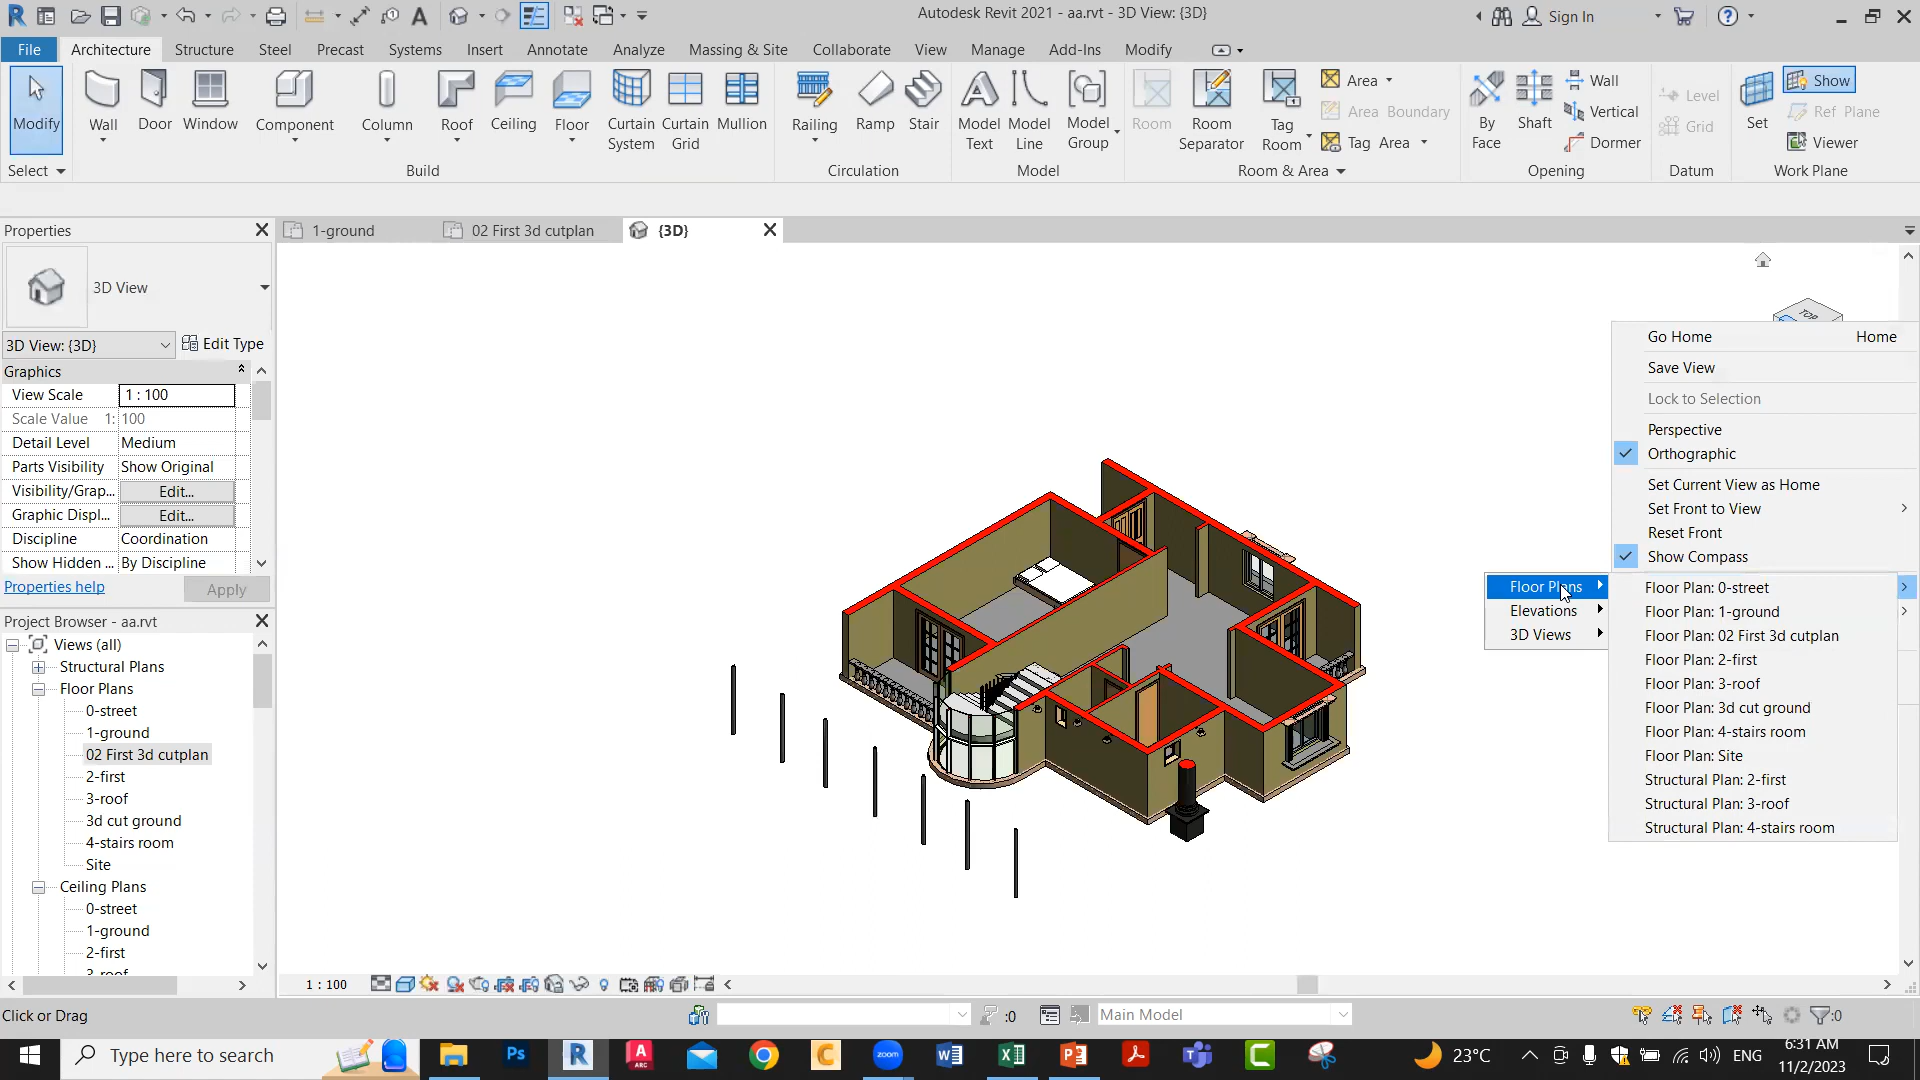 Autodesk Revit 2021 - aa.rvt - 3D View: {3D}
Sign In
File Architecture Structure Steel Precast Systems Insert Annotate Analyze Massing & Site Collaborate View Manage Add-Ins Modify
Modify
Wall
Door
Window
Component
Column
Roof
Ceiling
Floor
Curtain System
Curtain Grid
Mullion
Railing
Ramp
Stair
Model Text
Model Line
Model Group
Room
Room Separator
Tag Room
Area
Area Boundary
Tag Area
By Face
Shaft
Wall
Vertical
Dormer
Level
Grid
Set
Show
Ref Plane
Viewer
Select Build Circulation Model Room & Area Opening Datum Work Plane
Properties
1-ground
02 First 3d cutplan
{3D}
3D View
3D View: {3D}
Edit Type
Graphics
View Scale 1 : 100
Scale Value 1: 100
Detail Level Medium
Parts Visibility Show Original
Visibility/Grap... Edit...
Graphic Displ... Edit...
Discipline Coordination
Show Hidden ... By Discipline
Properties help
Apply
Project Browser - aa.rvt
Views (all)
Structural Plans
Floor Plans
0-street
1-ground
02 First 3d cutplan
2-first
3-roof
3d cut ground
4-stairs room
Site
Ceiling Plans
0-street
1-ground
2-first
3-roof
TOP
Go Home Home
Save View
Lock to Selection
Perspective
Orthographic
Set Current View as Home
Set Front to View
Reset Front
Show Compass
Floor Plans
Elevations
3D Views
Floor Plan: 0-street
Floor Plan: 1-ground
Floor Plan: 02 First 3d cutplan
Floor Plan: 2-first
Floor Plan: 3-roof
Floor Plan: 3d cut ground
Floor Plan: 4-stairs room
Floor Plan: Site
Structural Plan: 2-first
Structural Plan: 3-roof
Structural Plan: 4-stairs room
1 : 100
Click or Drag
:0
Main Model
:0
Type here to search
Ps
R
A
ARC
C
zoom
C
23°C
ENG
6:31 AM
11/2/2023